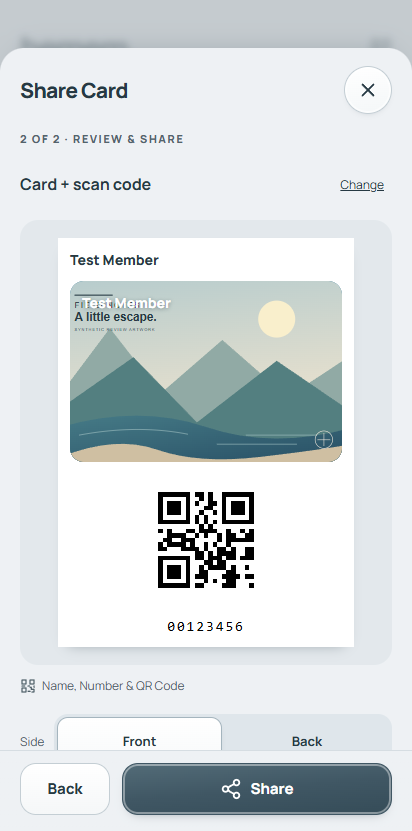 Share Card
2 OF 2 · REVIEW & SHARE
Card + scan code
Change
Test Member
Test Member
A little escape.
SYNTHETIC REVIEW ARTWORK
00123456
Name, Number & QR Code
Side
Front
Back
Back
Share